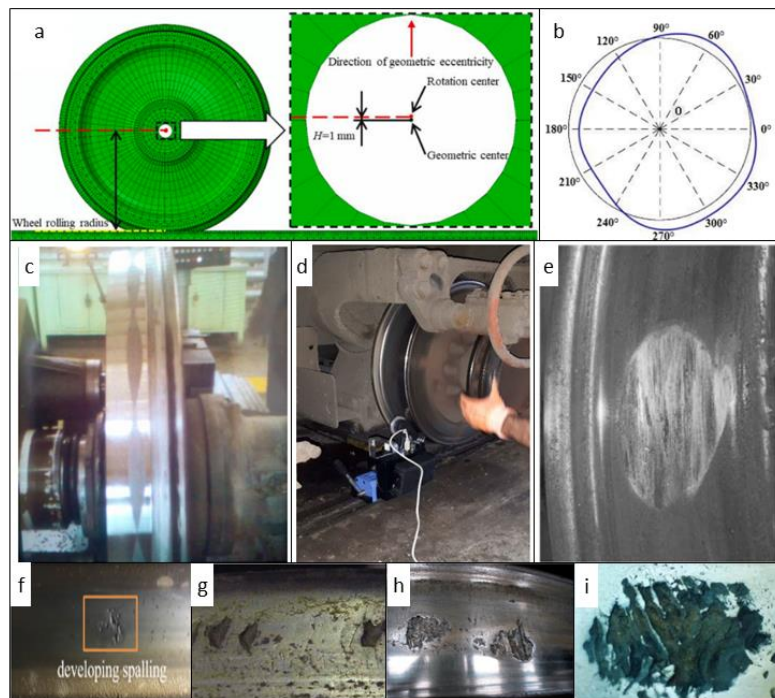 a
Direction of geometric eccentricity
Rotation center
H=1 mm
Geometric center
Wheel rolling radius
b
90°
120°
60°
150°
30°
O
180°
0°
210°
330°
240°
300°
270°
c
d
e
f
developing spalling
g
h
i